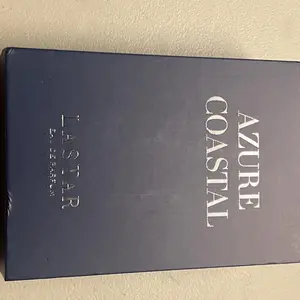 AZURE
COASTAL
LASTAR
EAU DE PARFUM